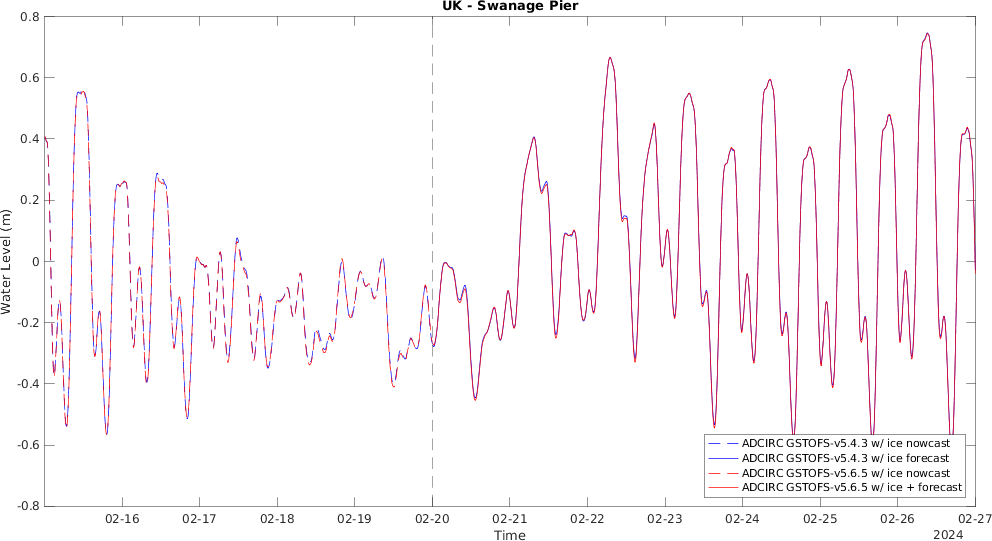 UK - Swanage Pier
0.8
0.6
0.4
0.2
0
-0.2
-0.4
-0.6
-0.8
Water Level (m)
02-16 02-17 02-18 02-19 02-20 02-21 02-22 02-23 02-24 02-25 02-26 02-27
Time
2024
ADCIRC GSTOFS-v5.4.3 w/ ice nowcast
ADCIRC GSTOFS-v5.4.3 w/ ice forecast
ADCIRC GSTOFS-v5.6.5 w/ ice nowcast
ADCIRC GSTOFS-v5.6.5 w/ ice + forecast